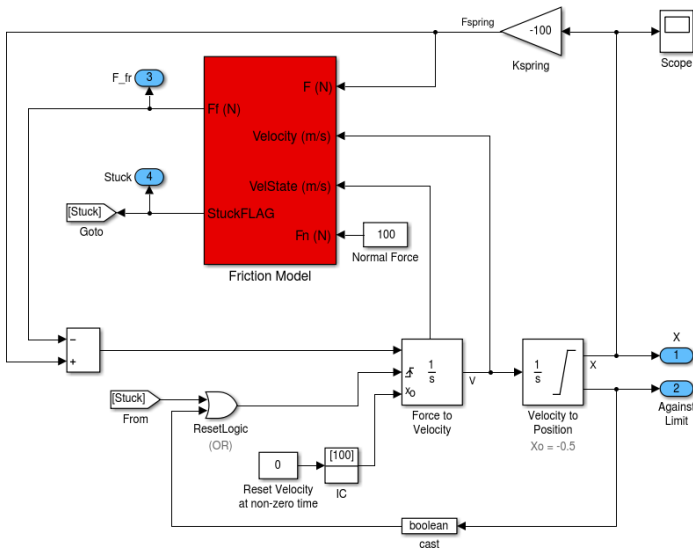 Fspring
-100
Kspring
Scope
F_fr
3
F (N)
Ff (N)
Velocity (m/s)
Stuck
4
VelState (m/s)
[Stuck]
Goto
StuckFLAG
Fn (N)
100
Normal Force
Friction Model
−
+
X
1
1
s
xo
V
1
s
X
2
Force to
Velocity
Velocity to
Position
Xo = -0.5
Against
Limit
[Stuck]
From
ResetLogic
(OR)
0
[100]
Reset Velocity
at non-zero time
IC
boolean
cast